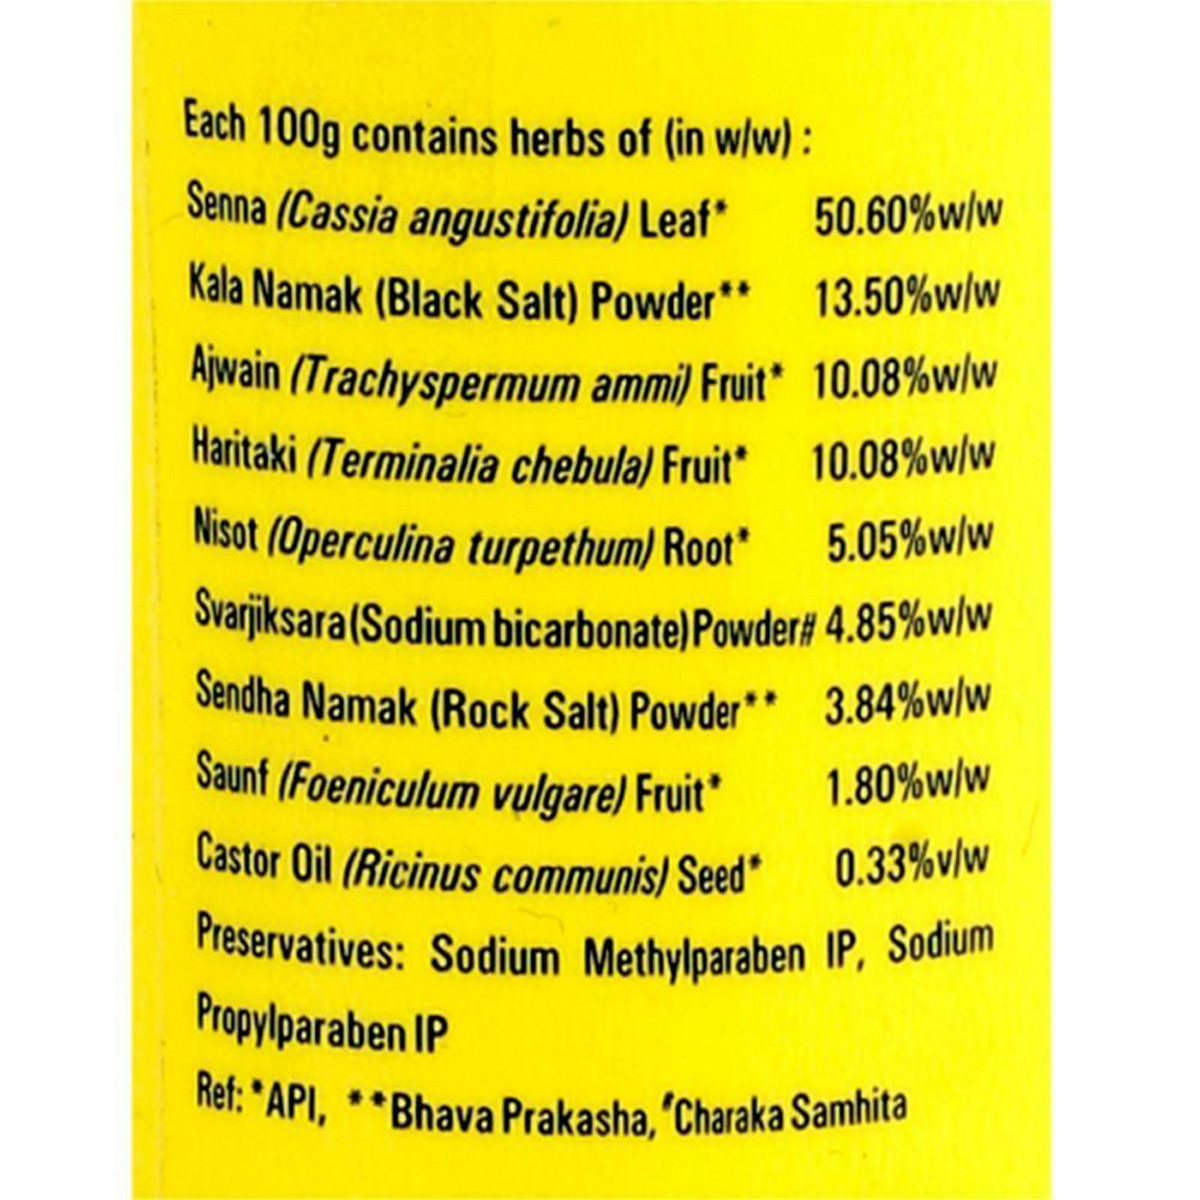 Each 100g contains herbs of (in w/w) :
Senna (Cassia angustifolia) Leaf* 50.60%w/w
Kala Namak (Black Salt) Powder** 13.50%w/w
Ajwain (Trachyspermum ammi) Fruit* 10.08%w/w
Haritaki (Terminalia chebula) Fruit* 10.08%w/w
Nisot (Operculina turpethum) Root* 5.05%w/w
Svarjiksara (Sodium bicarbonate) Powder# 4.85%w/w
Sendha Namak (Rock Salt) Powder** 3.84%w/w
Saunf (Foeniculum vulgare) Fruit* 1.80%w/w
Castor Oil (Ricinus communis) Seed* 0.33%v/w
Preservatives: Sodium Methylparaben IP, Sodium
Propylparaben IP
Ref: *API, **Bhava Prakasha, #Charaka Samhita